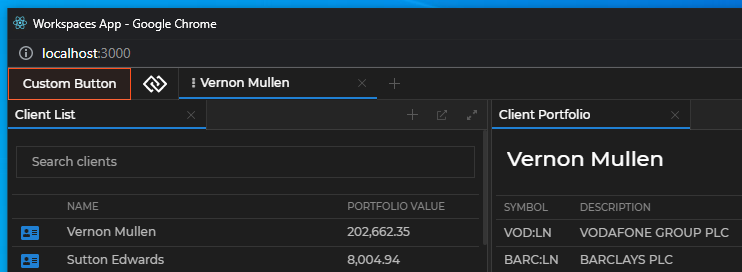 Workspaces App - Google Chrome
localhost:3000
Custom Button
Vernon Mullen
Client List
Client Portfolio
Search clients
Vernon Mullen
NAME PORTFOLIO VALUE
SYMBOL DESCRIPTION
Vernon Mullen 202,662.35
VOD:LN VODAFONE GROUP PLC
Sutton Edwards 8,004.94
BARC:LN BARCLAYS PLC